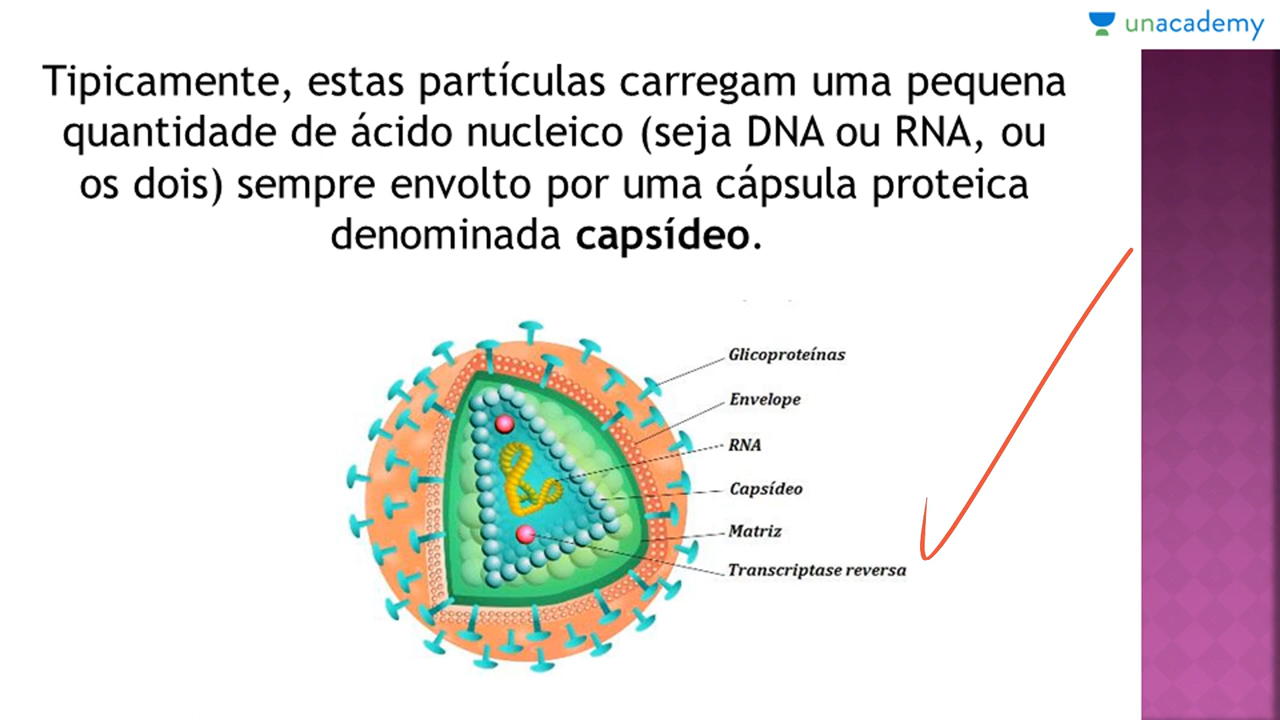 unacademy
Tipicamente, estas partículas carregam uma pequena
quantidade de ácido nucleico (seja DNA ou RNA, ou
os dois) sempre envolto por uma cápsula proteica
denominada capsídeo.
Glicoproteínas
Envelope
RNA
Capsídeo
Matriz
Transcriptase reversa